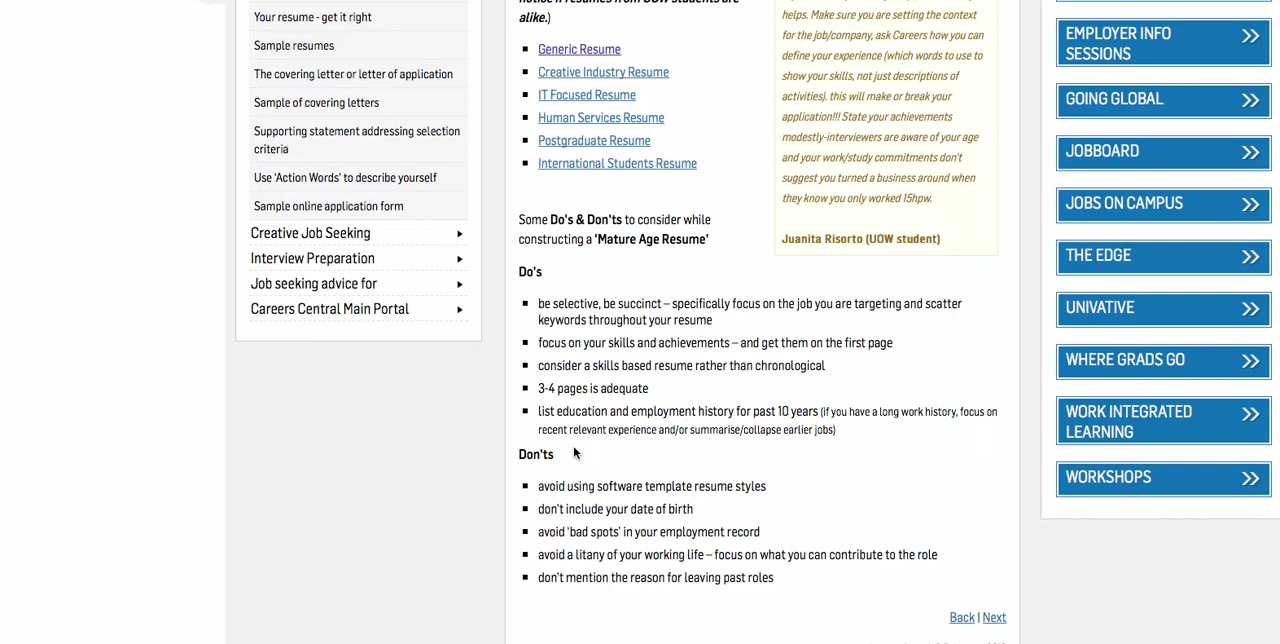 Your resume - get it right
Sample resumes
The covering letter or letter of application
Sample of covering letters
Supporting statement addressing selection
criteria
Use 'Action Words' to describe yourself
Sample online application form
Creative Job Seeking
Interview Preparation
Job seeking advice for
Careers Central Main Portal
notice if resumes from UOW students are
alike.)
Generic Resume
Creative Industry Resume
IT Focused Resume
Human Services Resume
Postgraduate Resume
International Students Resume
helps. Make sure you are setting the context
for the job/company, ask Careers how you can
define your experience (which words to use to
show your skills, not just descriptions of
activities). this will make or break your
application!!! State your achievements
modestly-interviewers are aware of your age
and your work/study commitments don't
suggest you turned a business around when
they know you only worked 15hpw.
Juanita Risorto (UOW student)
Some Do's & Don'ts to consider while
constructing a 'Mature Age Resume'
Do's
be selective, be succinct – specifically focus on the job you are targeting and scatter
keywords throughout your resume
focus on your skills and achievements – and get them on the first page
consider a skills based resume rather than chronological
3-4 pages is adequate
list education and employment history for past 10 years (if you have a long work history, focus on
recent relevant experience and/or summarise/collapse earlier jobs)
Don'ts
avoid using software template resume styles
don't include your date of birth
avoid 'bad spots' in your employment record
avoid a litany of your working life – focus on what you can contribute to the role
don't mention the reason for leaving past roles
Back | Next
EMPLOYER INFO
SESSIONS
GOING GLOBAL
JOBBOARD
JOBS ON CAMPUS
THE EDGE
UNIVATIVE
WHERE GRADS GO
WORK INTEGRATED
LEARNING
WORKSHOPS